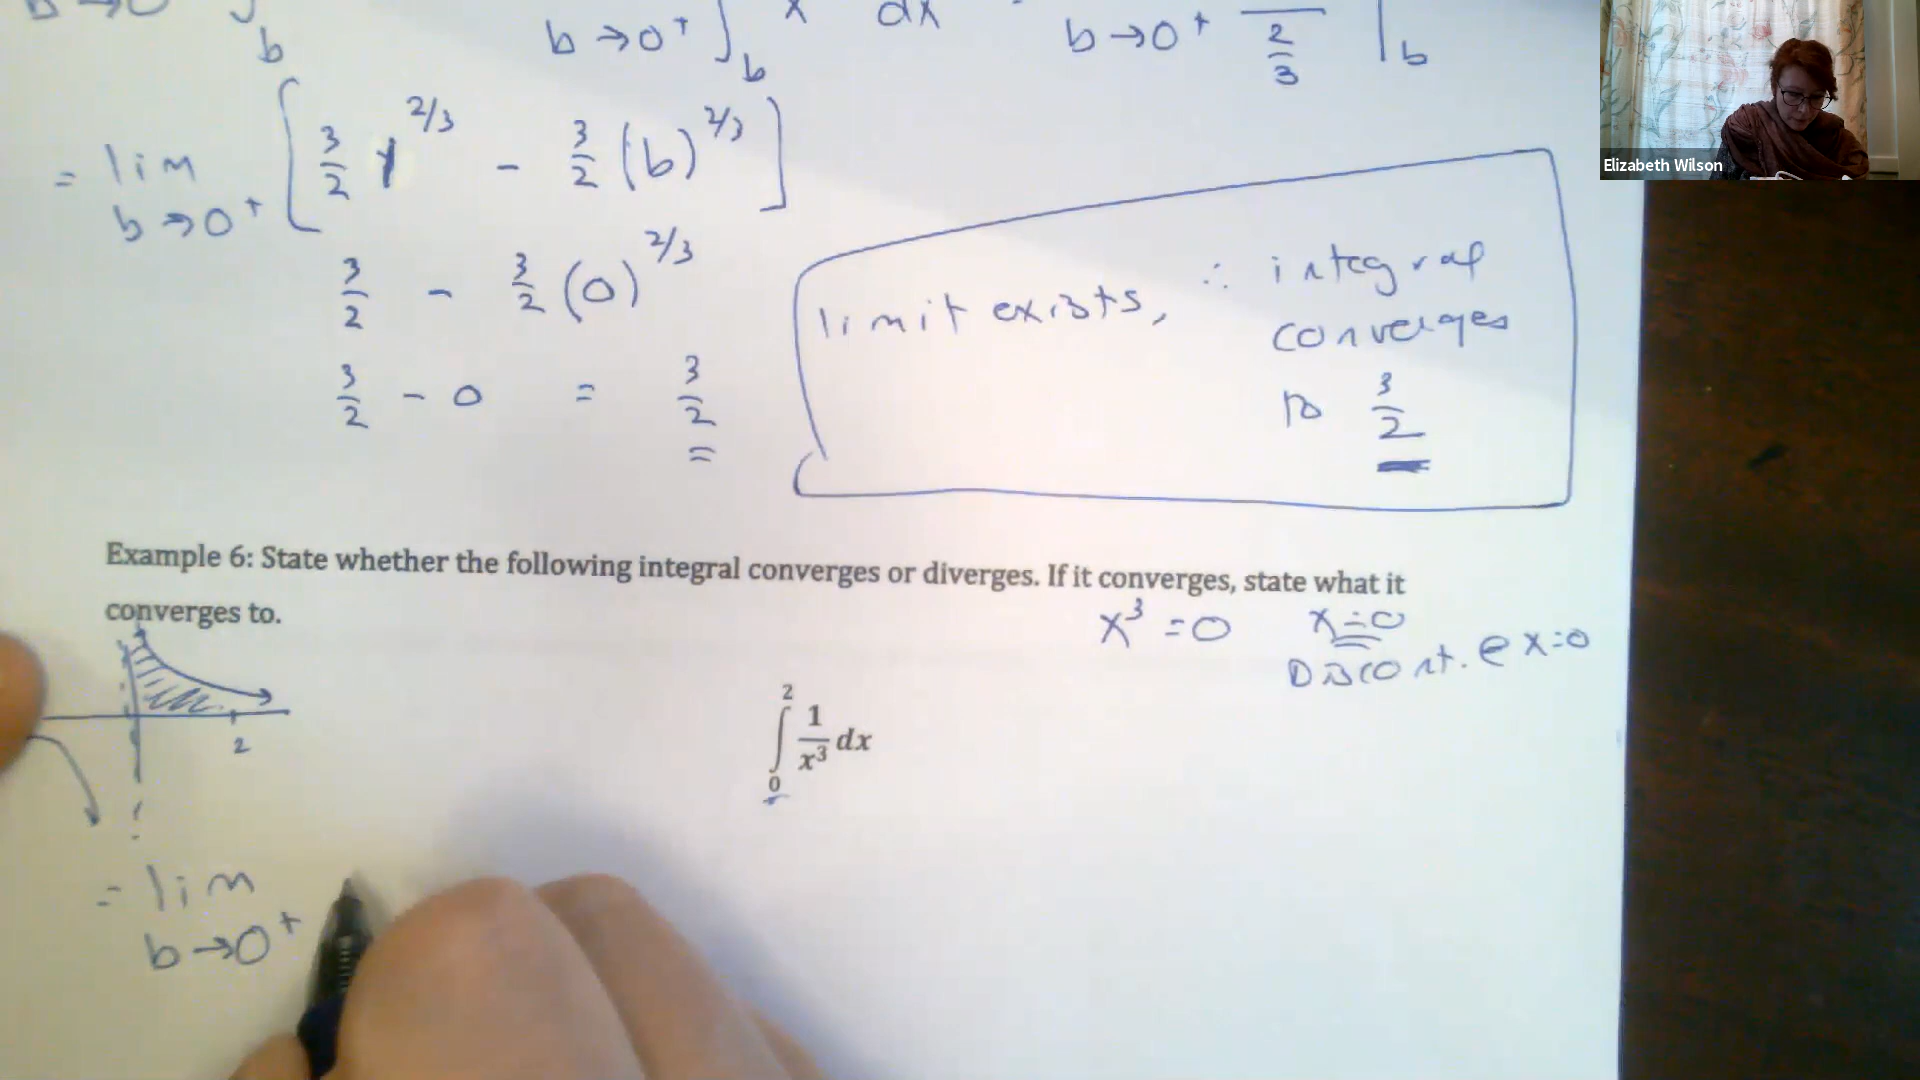 b → 0
b
b → 0⁺ ∫ b x dx
b → 0⁺ 2/3 | b
= lim b → 0⁺ [ 3/2 1^2/3 - 3/2 (b)^2/3 ]
3/2 - 3/2 (0)^2/3
3/2 - 0 = 3/2
limit exists, ∴ integral
converges
to 3/2
Elizabeth Wilson
Example 6: State whether the following integral converges or diverges. If it converges, state what it
converges to.
x³ = 0 x = 0
Discont. @ x=0
2
∫₀² 1/x³ dx
= lim
b → 0⁺